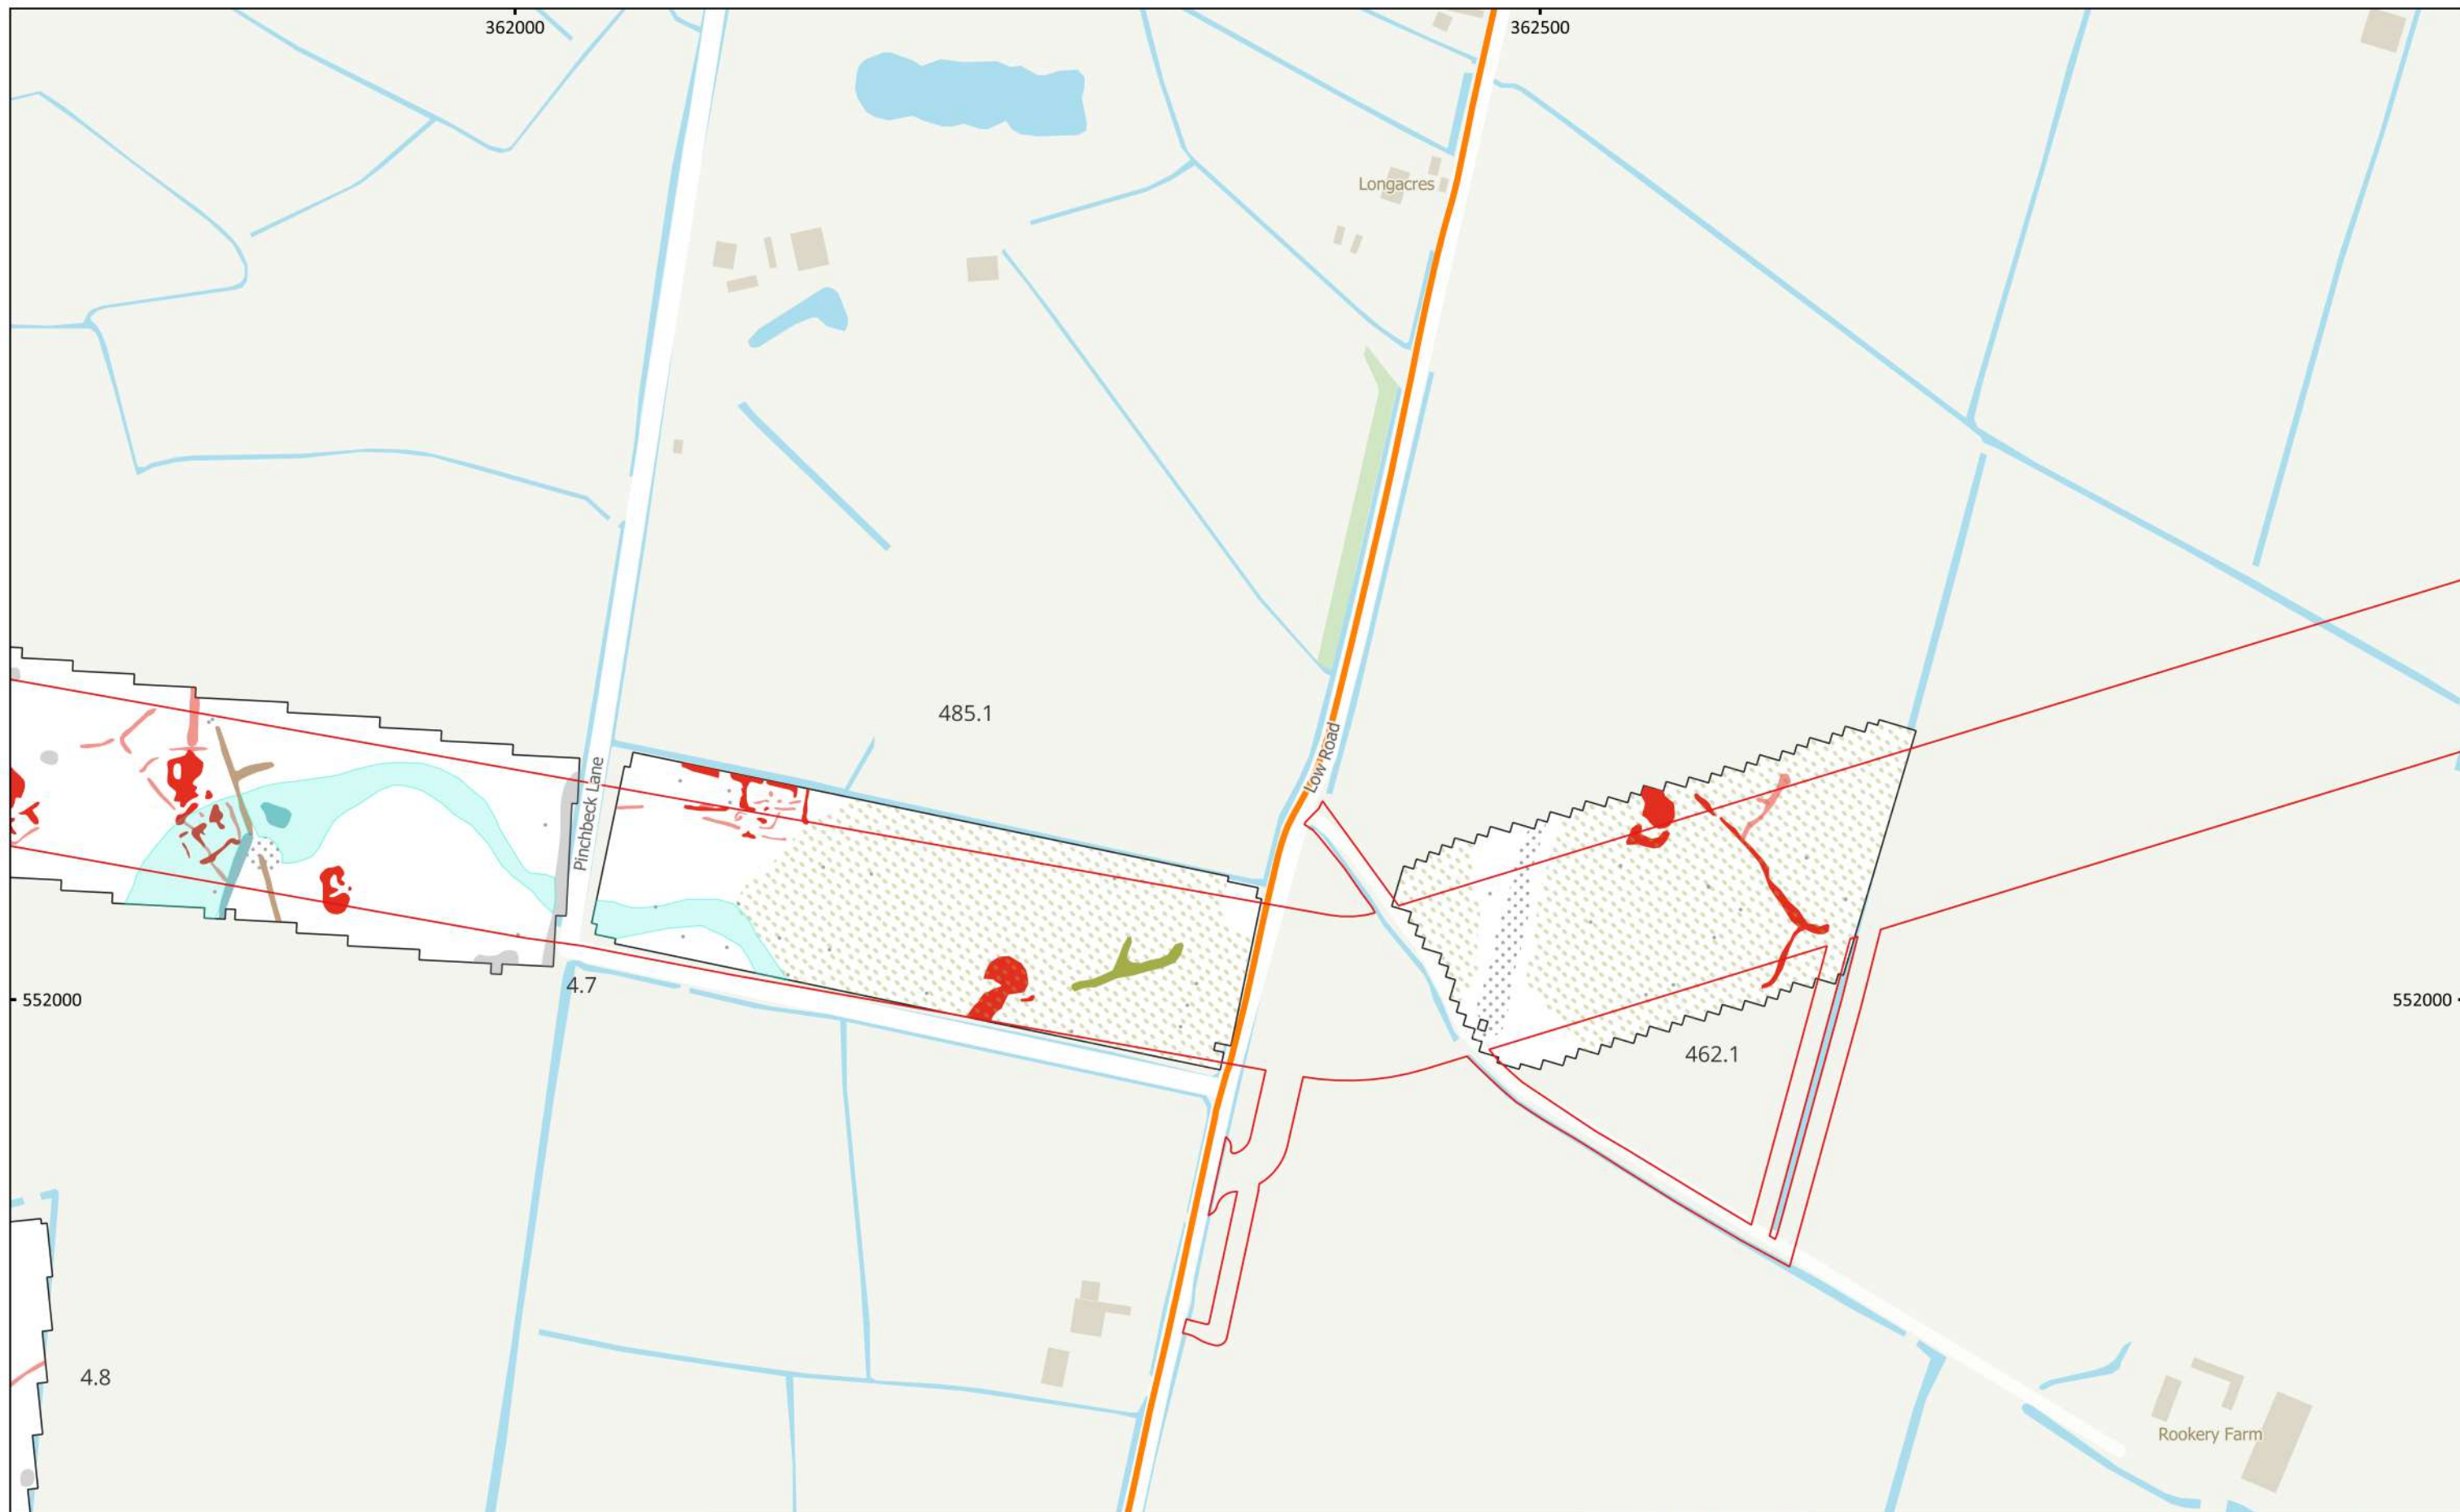 362000
362500
Longacres
485.1
Low Road
Pinchbeck Lane
4.7
552000
552000
462.1
4.8
Rookery Farm